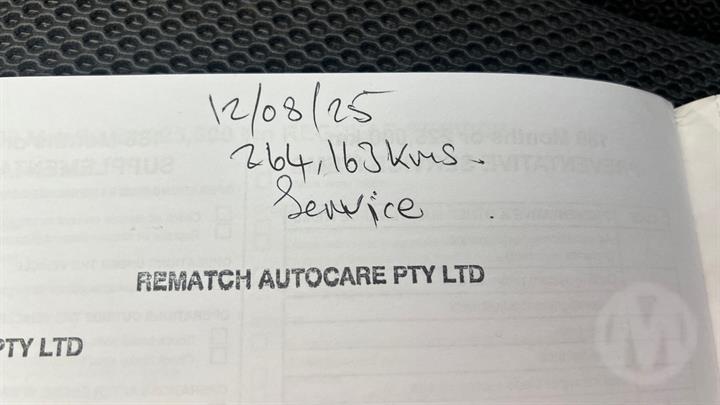 12/08/25
264,163 Kms.
Service
REMATCH AUTOCARE PTY LTD
PTY LTD